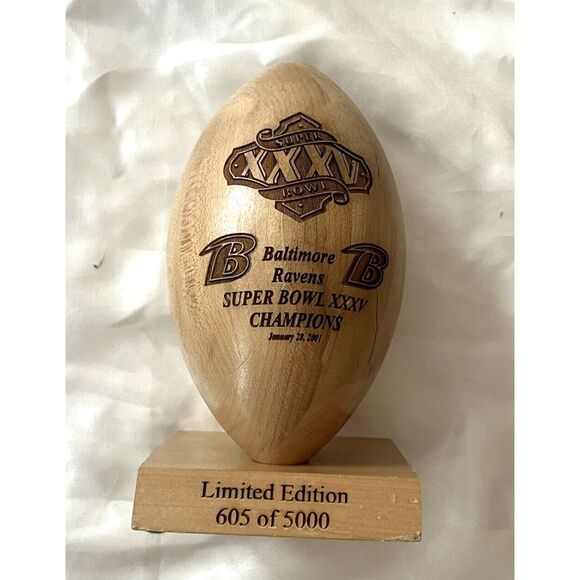 SUPER
XXXV
BOWL
B Baltimore B
Ravens
SUPER BOWL XXXV
CHAMPIONS
January 28, 2001
Limited Edition
605 of 5000